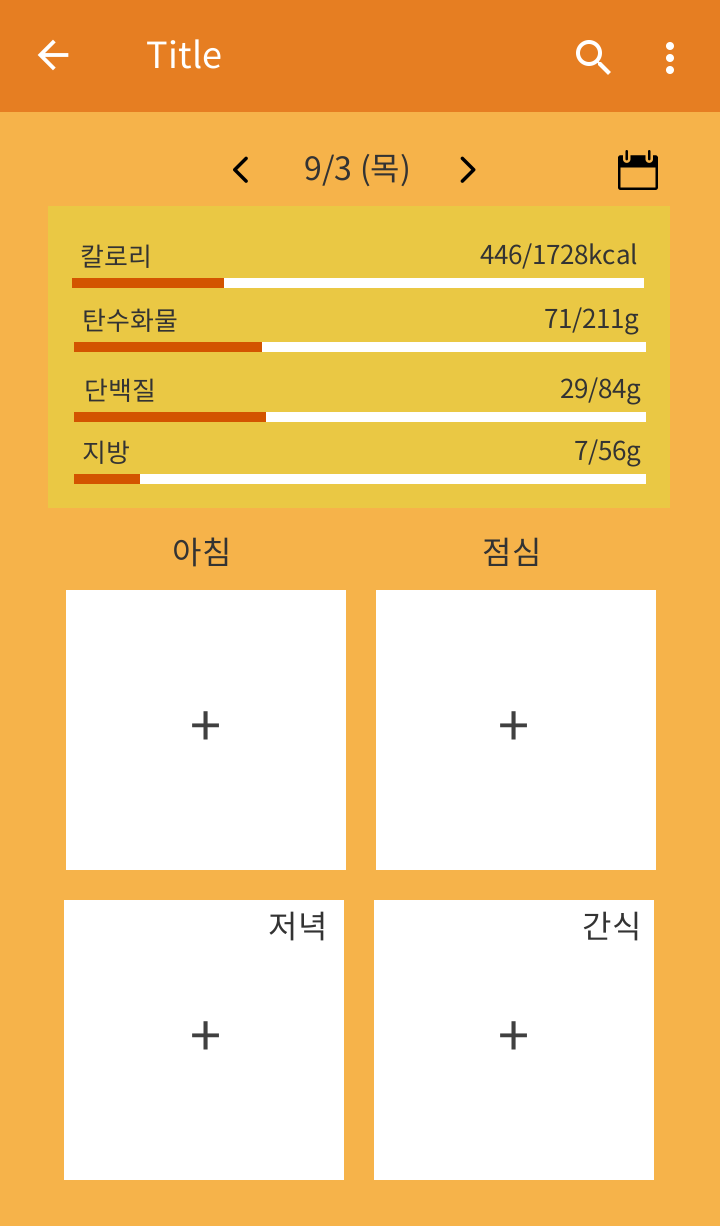 Title
9/3 (목)
칼로리 446/1728kcal
탄수화물 71/211g
단백질 29/84g
지방 7/56g
아침 점심
저녁 간식